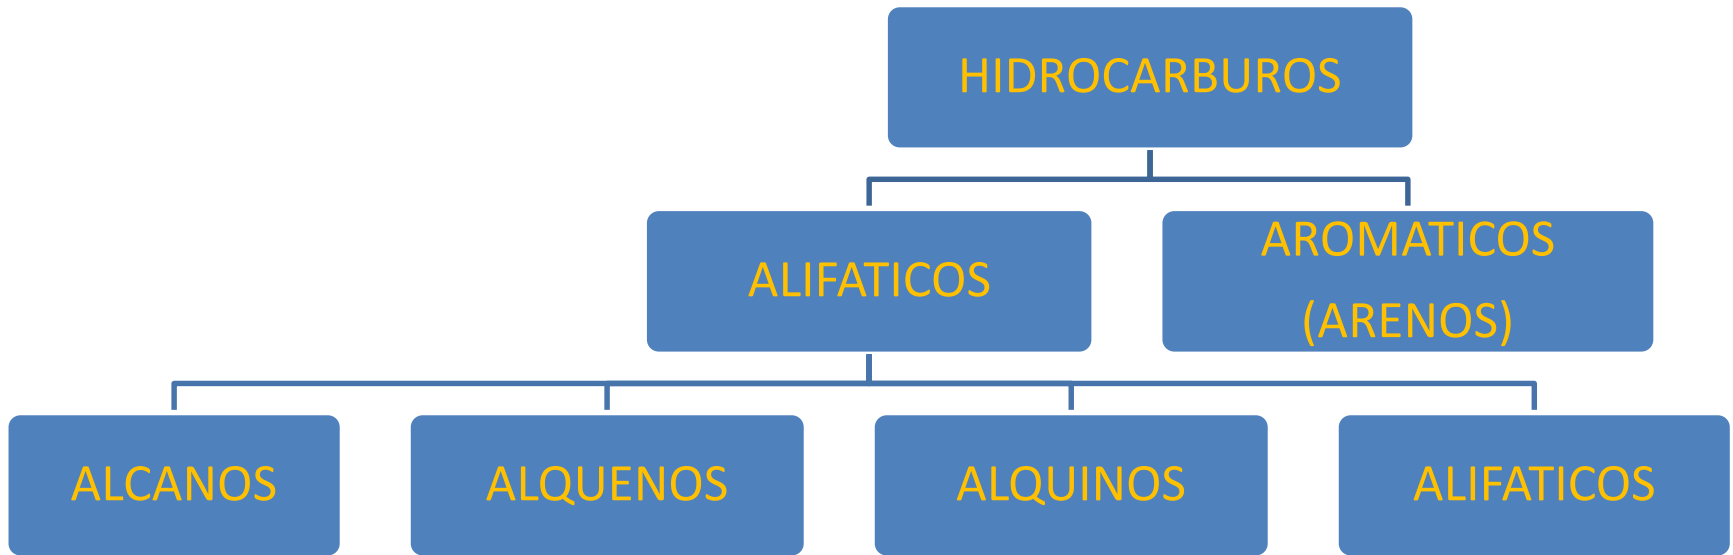 HIDROCARBUROS
ALIFATICOS
AROMATICOS
(ARENOS)
ALCANOS
ALQUENOS
ALQUINOS
ALIFATICOS